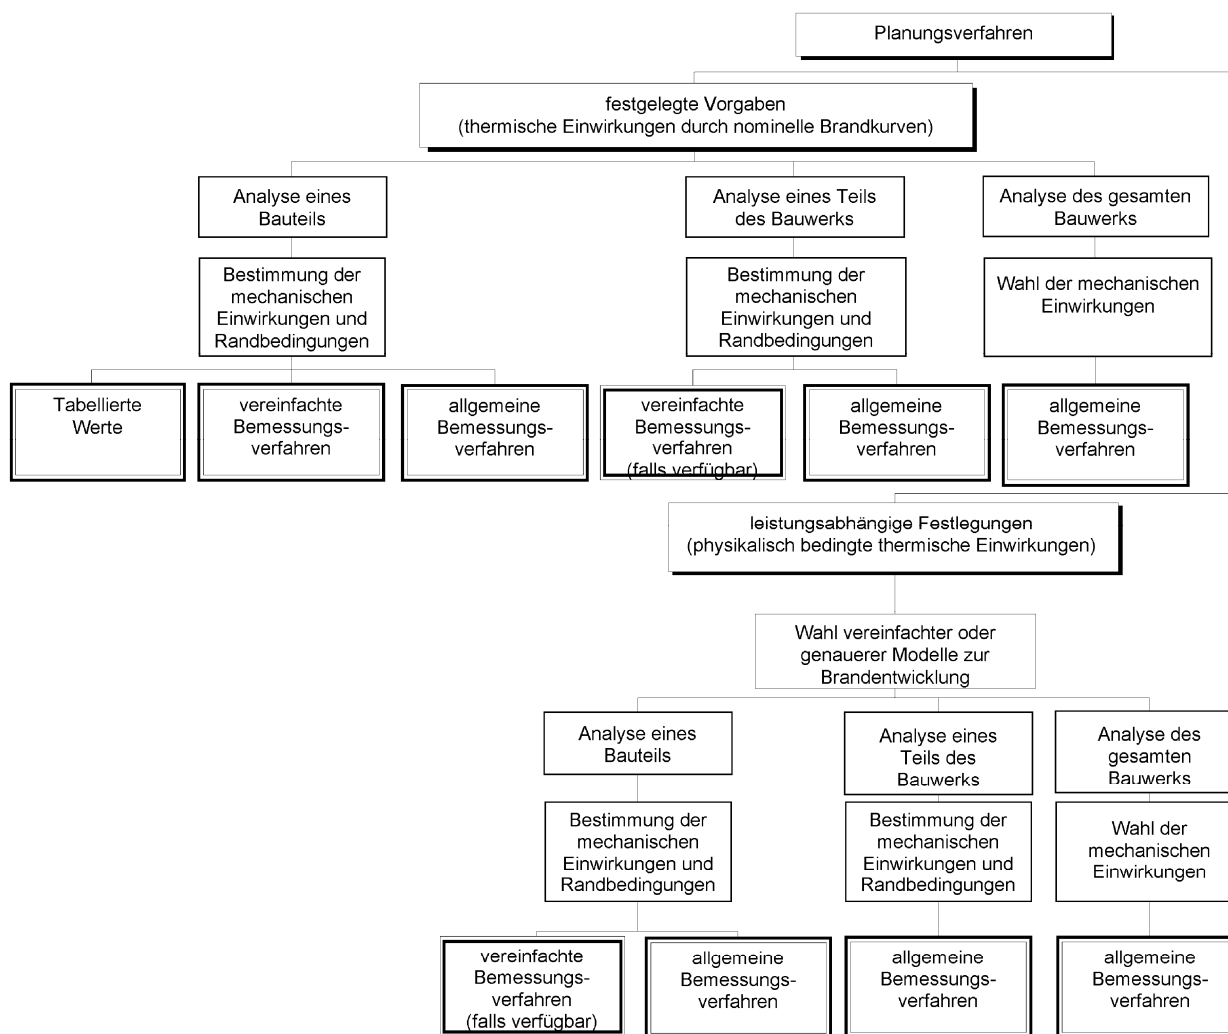 Planungsverfahren
festgelegte Vorgaben
(thermische Einwirkungen durch nominelle Brandkurven)
Analyse eines
Bauteils
Analyse eines Teils
des Bauwerks
Analyse des gesamten
Bauwerks
Bestimmung der
mechanischen
Einwirkungen und
Randbedingungen
Bestimmung der
mechanischen
Einwirkungen und
Randbedingungen
Wahl der mechanischen
Einwirkungen
Tabellierte
Werte
vereinfachte
Bemessungs-
verfahren
allgemeine
Bemessungs-
verfahren
vereinfachte
Bemessungs-
verfahren
(falls verfügbar)
allgemeine
Bemessungs-
verfahren
allgemeine
Bemessungs-
verfahren
leistungsabhängige Festlegungen
(physikalisch bedingte thermische Einwirkungen)
Wahl vereinfachter oder
genauerer Modelle zur
Brandentwicklung
Analyse eines
Bauteils
Analyse eines
Teils des
Bauwerks
Analyse des
gesamten
Bauwerks
Bestimmung der
mechanischen
Einwirkungen und
Randbedingungen
Bestimmung der
mechanischen
Einwirkungen und
Randbedingungen
Wahl der
mechanischen
Einwirkungen
vereinfachte
Bemessungs-
verfahren
(falls verfügbar)
allgemeine
Bemessungs-
verfahren
allgemeine
Bemessungs-
verfahren
allgemeine
Bemessungs-
verfahren